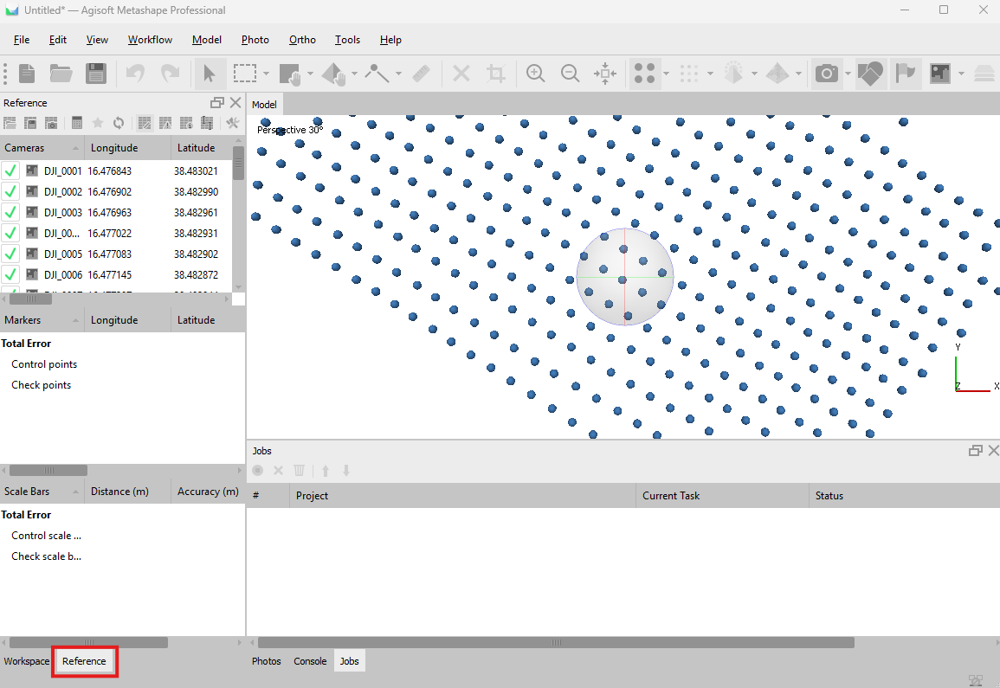 Untitled* — Agisoft Metashape Professional
File Edit View Workflow Model Photo Ortho Tools Help
Reference
Model
Perspective 30°
Cameras Longitude Latitude
DJI_0001 16.476843 38.483021
DJI_0002 16.476902 38.482990
DJI_0003 16.476963 38.482961
DJI_00... 16.477022 38.482931
DJI_0005 16.477083 38.482902
DJI_0006 16.477145 38.482872
Markers Longitude Latitude
Total Error
Control points
Check points
Y
Z
X
Jobs
# Project Current Task Status
Scale Bars Distance (m) Accuracy (m)
Total Error
Control scale ...
Check scale b...
Workspace Reference
Photos Console Jobs